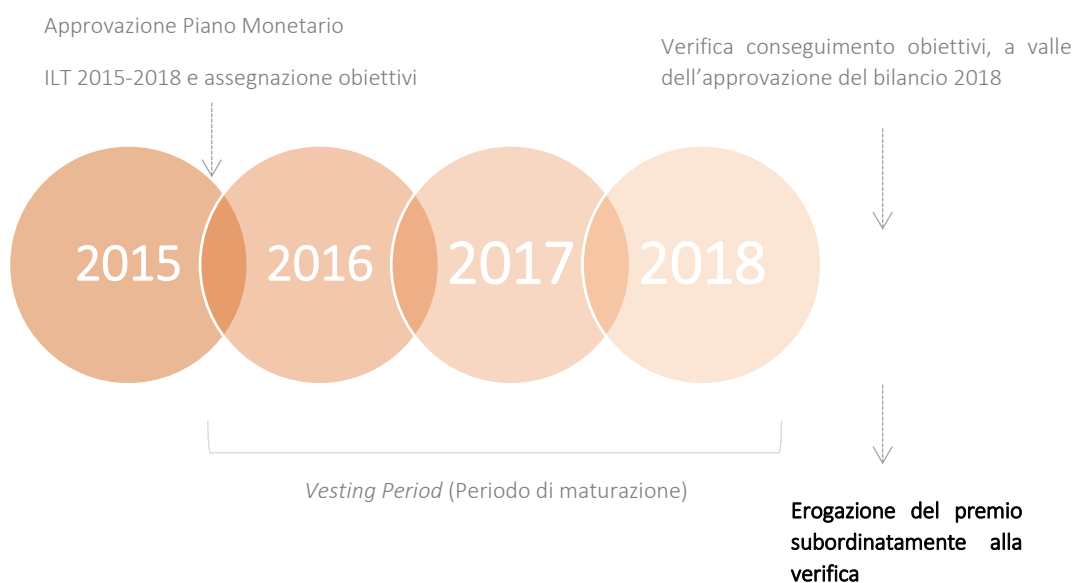 Approvazione Piano Monetario
ILT 2015-2018 e assegnazione obiettivi
Verifica conseguimento obiettivi, a valle
dell’approvazione del bilancio 2018
2015
2016
2017
2018
Vesting Period (Periodo di maturazione)
Erogazione del premio
subordinatamente alla
verifica